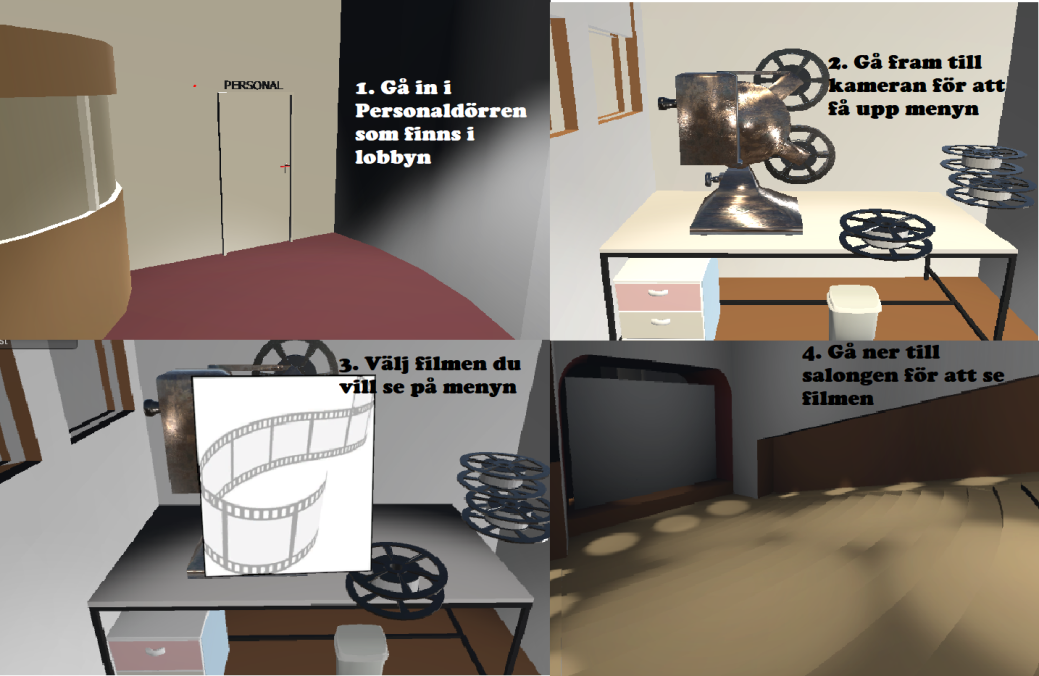 PERSONAL
1. Gå in i
Personaldörren
som finns i
lobbyn
2. Gå fram till
kameran för att
få upp menyn
st
3. Välj filmen du
vill se på menyn
4. Gå ner till
salongen för att se
filmen